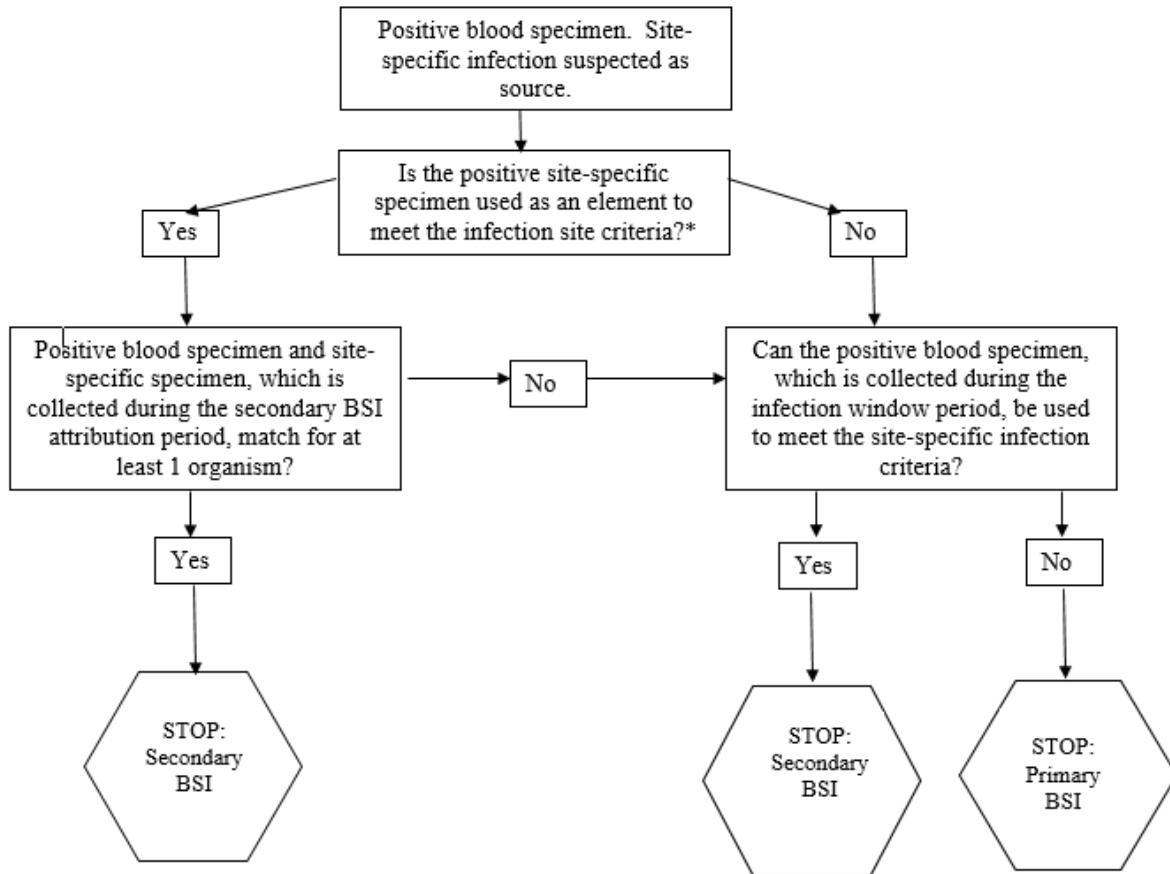 Positive blood specimen.  Site-
specific infection suspected as
source.
Is the positive site-specific
specimen used as an element to
meet the infection site criteria?*
Yes
No
Positive blood specimen and site-
specific specimen, which is
collected during the secondary BSI
attribution period, match for at
least 1 organism?
No
Can the positive blood specimen,
which is collected during the
infection window period, be used
to meet the site-specific infection
criteria?
Yes
Yes
No
STOP:
Secondary
BSI
STOP:
Secondary
BSI
STOP:
Primary
BSI